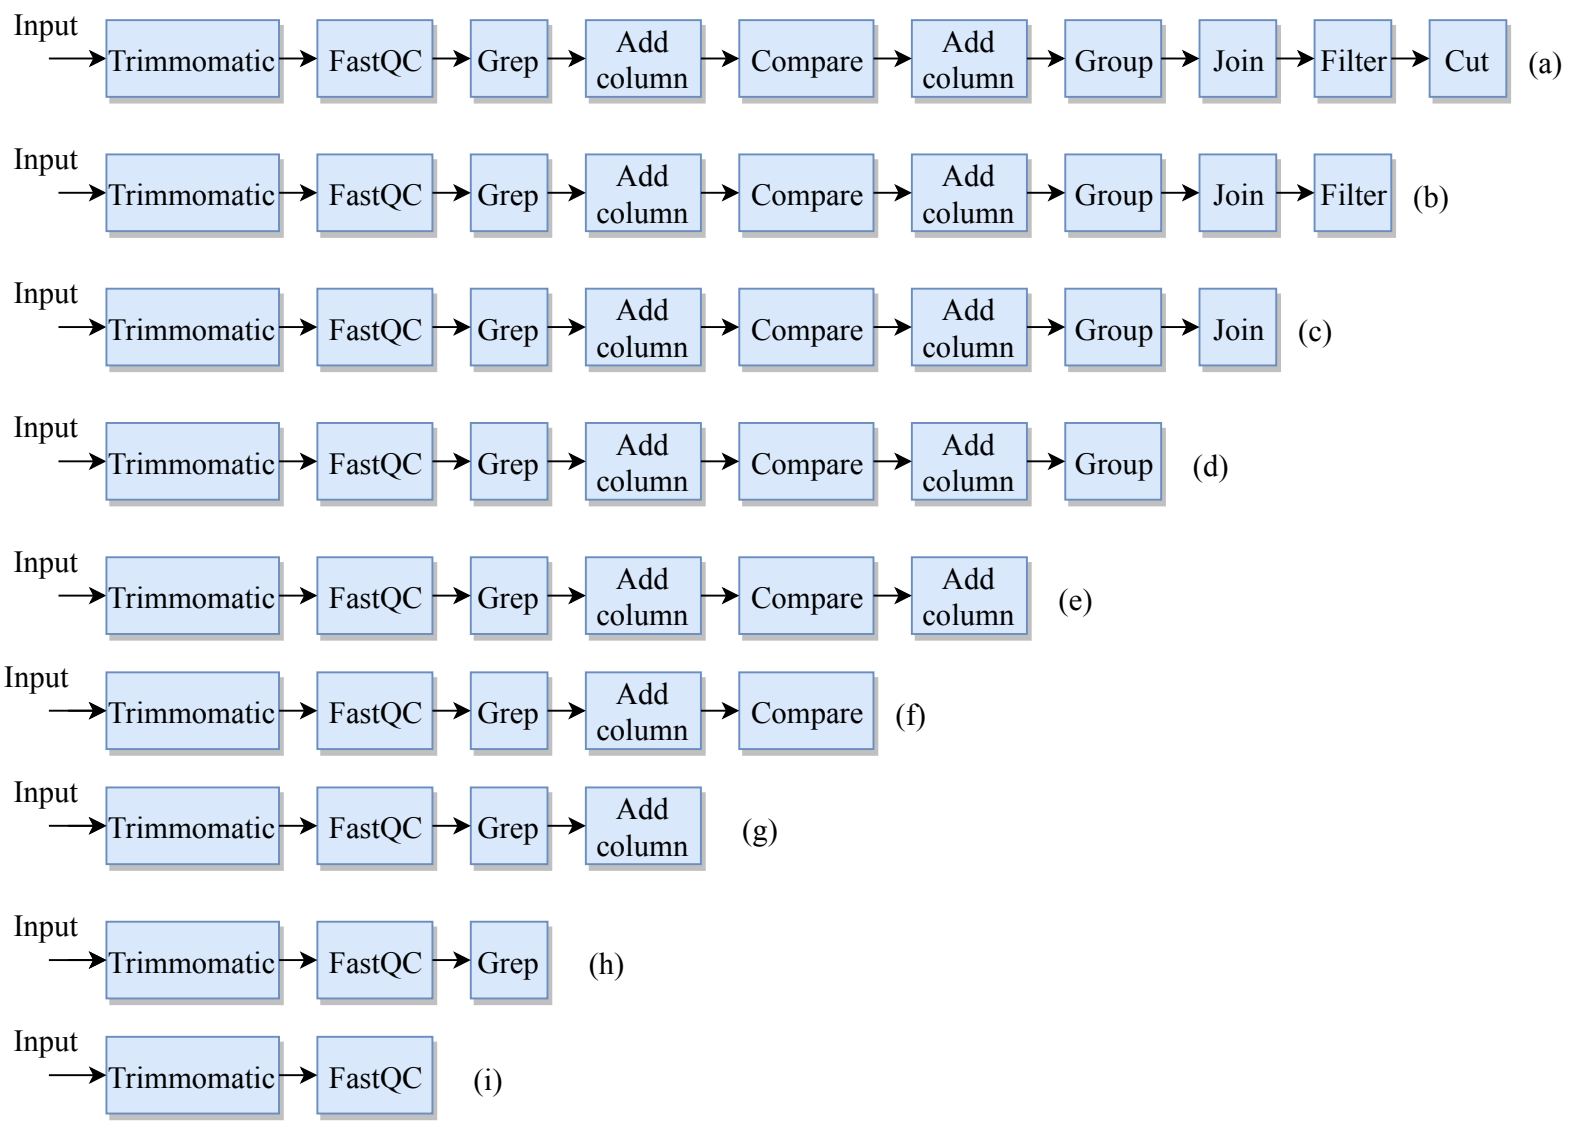 Input
Trimmomatic FastQC Grep Add column Compare Add column Group Join Filter Cut (a)
Input
Trimmomatic FastQC Grep Add column Compare Add column Group Join Filter (b)
Input
Trimmomatic FastQC Grep Add column Compare Add column Group Join (c)
Input
Trimmomatic FastQC Grep Add column Compare Add column Group (d)
Input
Trimmomatic FastQC Grep Add column Compare Add column (e)
Input
Trimmomatic FastQC Grep Add column Compare (f)
Input
Trimmomatic FastQC Grep Add column (g)
Input
Trimmomatic FastQC Grep (h)
Input
Trimmomatic FastQC (i)